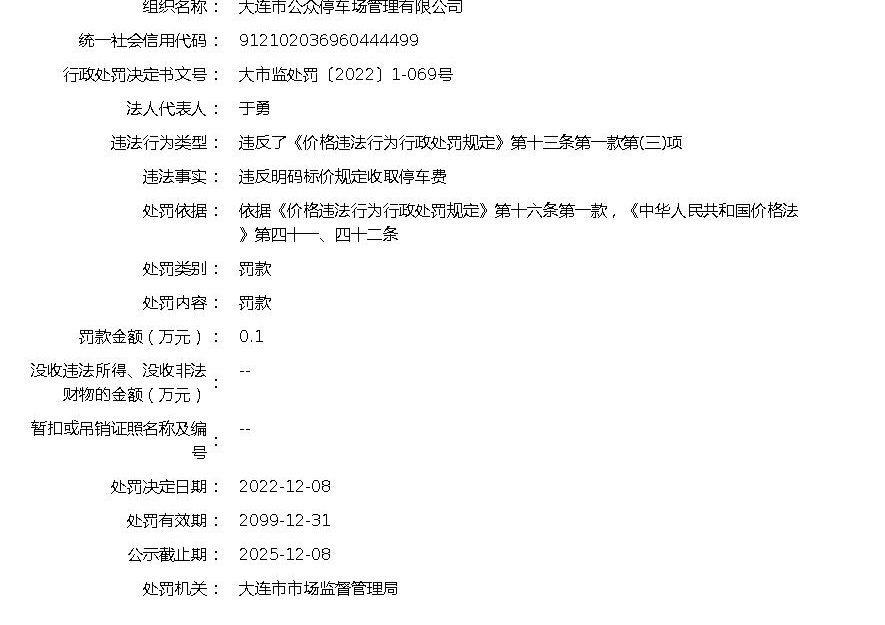 组织名称： 大连市公众停车场管理有限公司
统一社会信用代码： 912102036960444499
行政处罚决定书文号： 大市监处罚〔2022〕1-069号
法人代表人： 于勇
违法行为类型： 违反了《价格违法行为行政处罚规定》第十三条第一款第(三)项
违法事实： 违反明码标价规定收取停车费
处罚依据： 依据《价格违法行为行政处罚规定》第十六条第一款，《中华人民共和国价格法
》第四十一、四十二条
处罚类别： 罚款
处罚内容： 罚款
罚款金额（万元）： 0.1
没收违法所得、没收非法
财物的金额（万元）： --
暂扣或吊销证照名称及编
号： --
处罚决定日期： 2022-12-08
处罚有效期： 2099-12-31
公示截止期： 2025-12-08
处罚机关： 大连市市场监督管理局